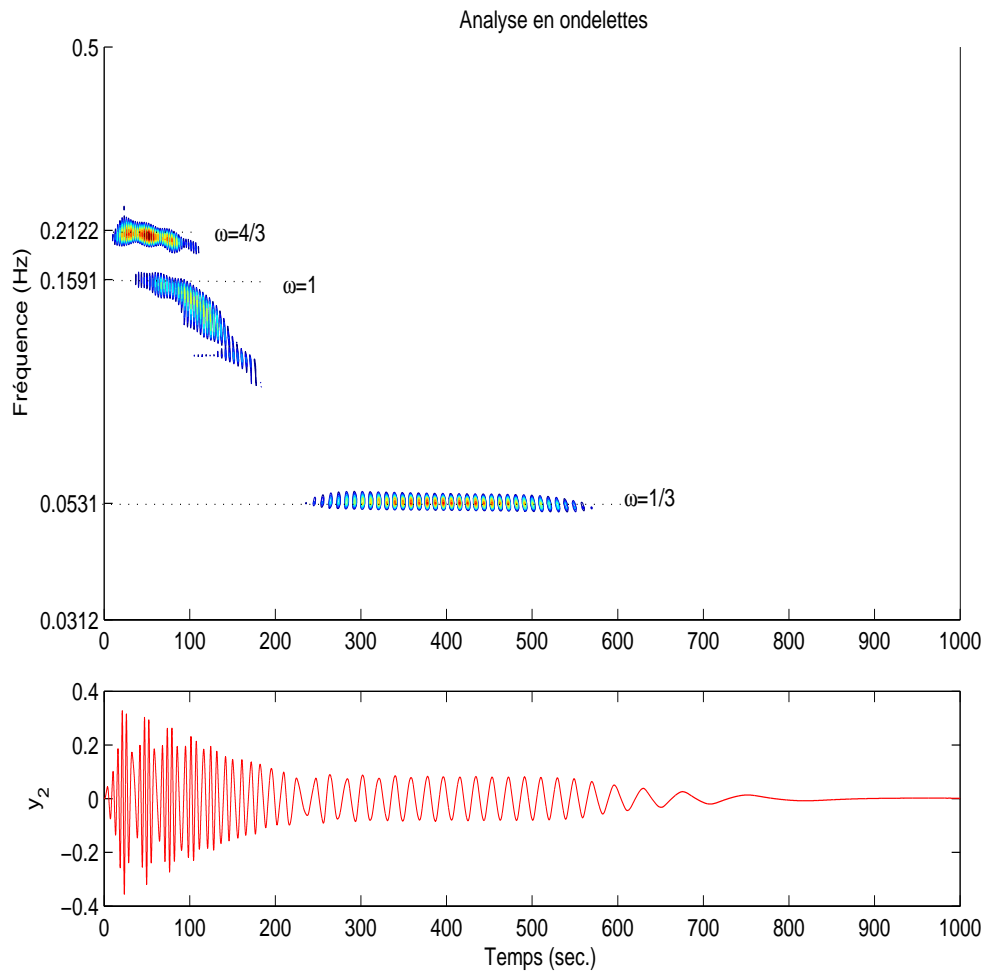 Analyse en ondelettes
0.5
0.2122
0.1591
0.0531
0.0312
Fréquence (Hz)
ω=4/3
ω=1
ω=1/3
0 100 200 300 400 500 600 700 800 900 1000
0.4
0.2
0
−0.2
−0.4
y2
0 100 200 300 400 500 600 700 800 900 1000
Temps (sec.)